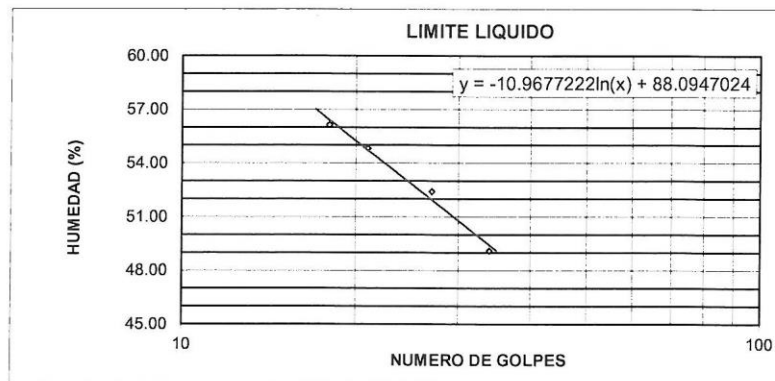 LIMITE LIQUIDO
60.00
y = -10.9677222ln(x) + 88.0947024
57.00
54.00
51.00
48.00
45.00
HUMEDAD (%)
10
100
NUMERO DE GOLPES